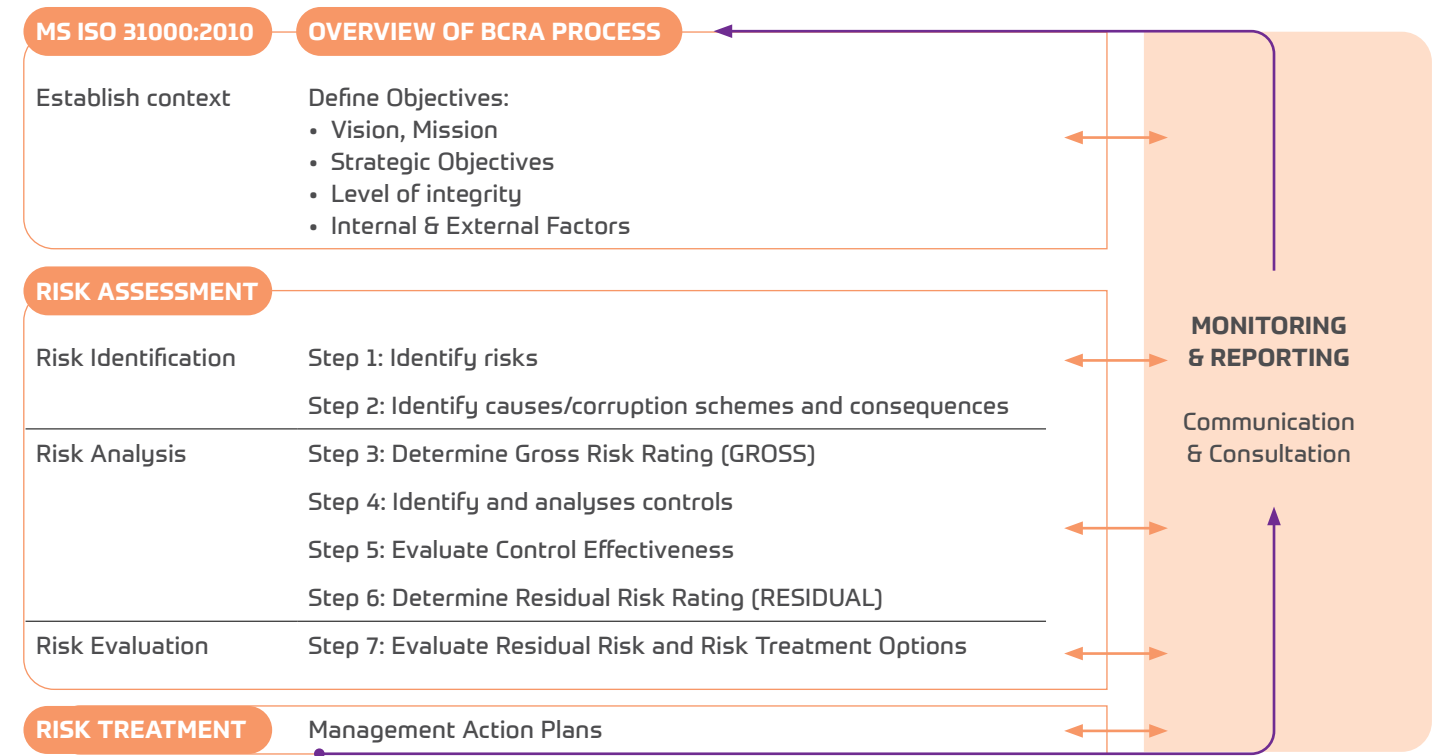 MS ISO 31000:2010 OVERVIEW OF BCRA PROCESS
Establish context Define Objectives:
• Vision, Mission
• Strategic Objectives
• Level of integrity
• Internal & External Factors
RISK ASSESSMENT
Risk Identification Step 1: Identify risks
Step 2: Identify causes/corruption schemes and consequences
Risk Analysis Step 3: Determine Gross Risk Rating (GROSS)
Step 4: Identify and analyses controls
Step 5: Evaluate Control Effectiveness
Step 6: Determine Residual Risk Rating (RESIDUAL)
Risk Evaluation Step 7: Evaluate Residual Risk and Risk Treatment Options
RISK TREATMENT Management Action Plans
MONITORING
& REPORTING
Communication
& Consultation